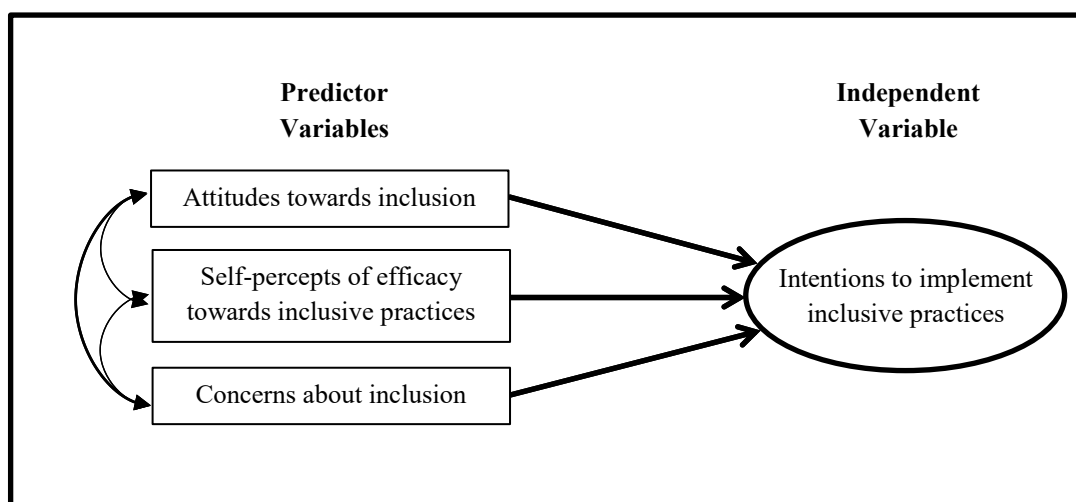 Predictor
Variables
Independent
Variable
Attitudes towards inclusion
Self-percepts of efficacy
towards inclusive practices
Concerns about inclusion
Intentions to implement
inclusive practices